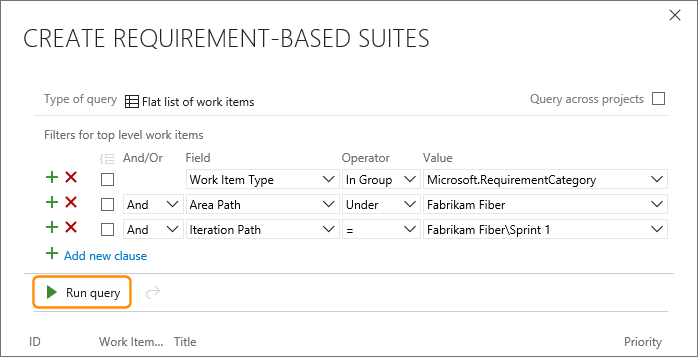 CREATE REQUIREMENT-BASED SUITES
Type of query Flat list of work items Query across projects
Filters for top level work items
And/Or Field Operator Value
Work Item Type In Group Microsoft.RequirementCategory
And Area Path Under Fabrikam Fiber
And Iteration Path = Fabrikam Fiber\Sprint 1
Add new clause
Run query
ID Work Item... Title Priority